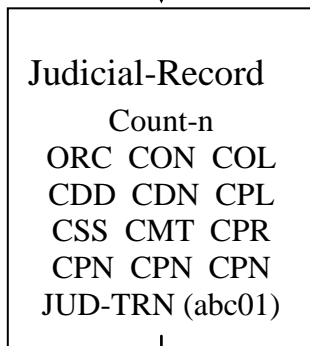 Judicial-Record
Count-n
ORC CON COL
CDD CDN CPL
CSS CMT CPR
CPN CPN CPN
JUD-TRN (abc01)